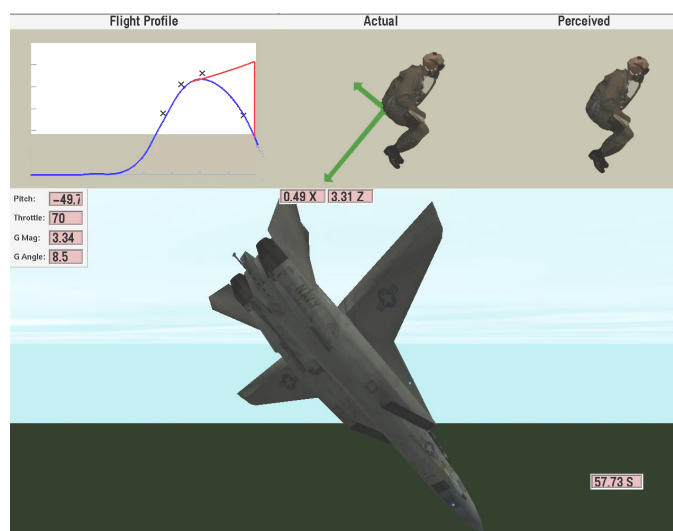 Flight Profile Actual Perceived
Pitch: −49.7
Throttle: 70
G Mag: 3.34
G Angle: 8.5
0.49 X 3.31 Z
NAVY
57.73 S